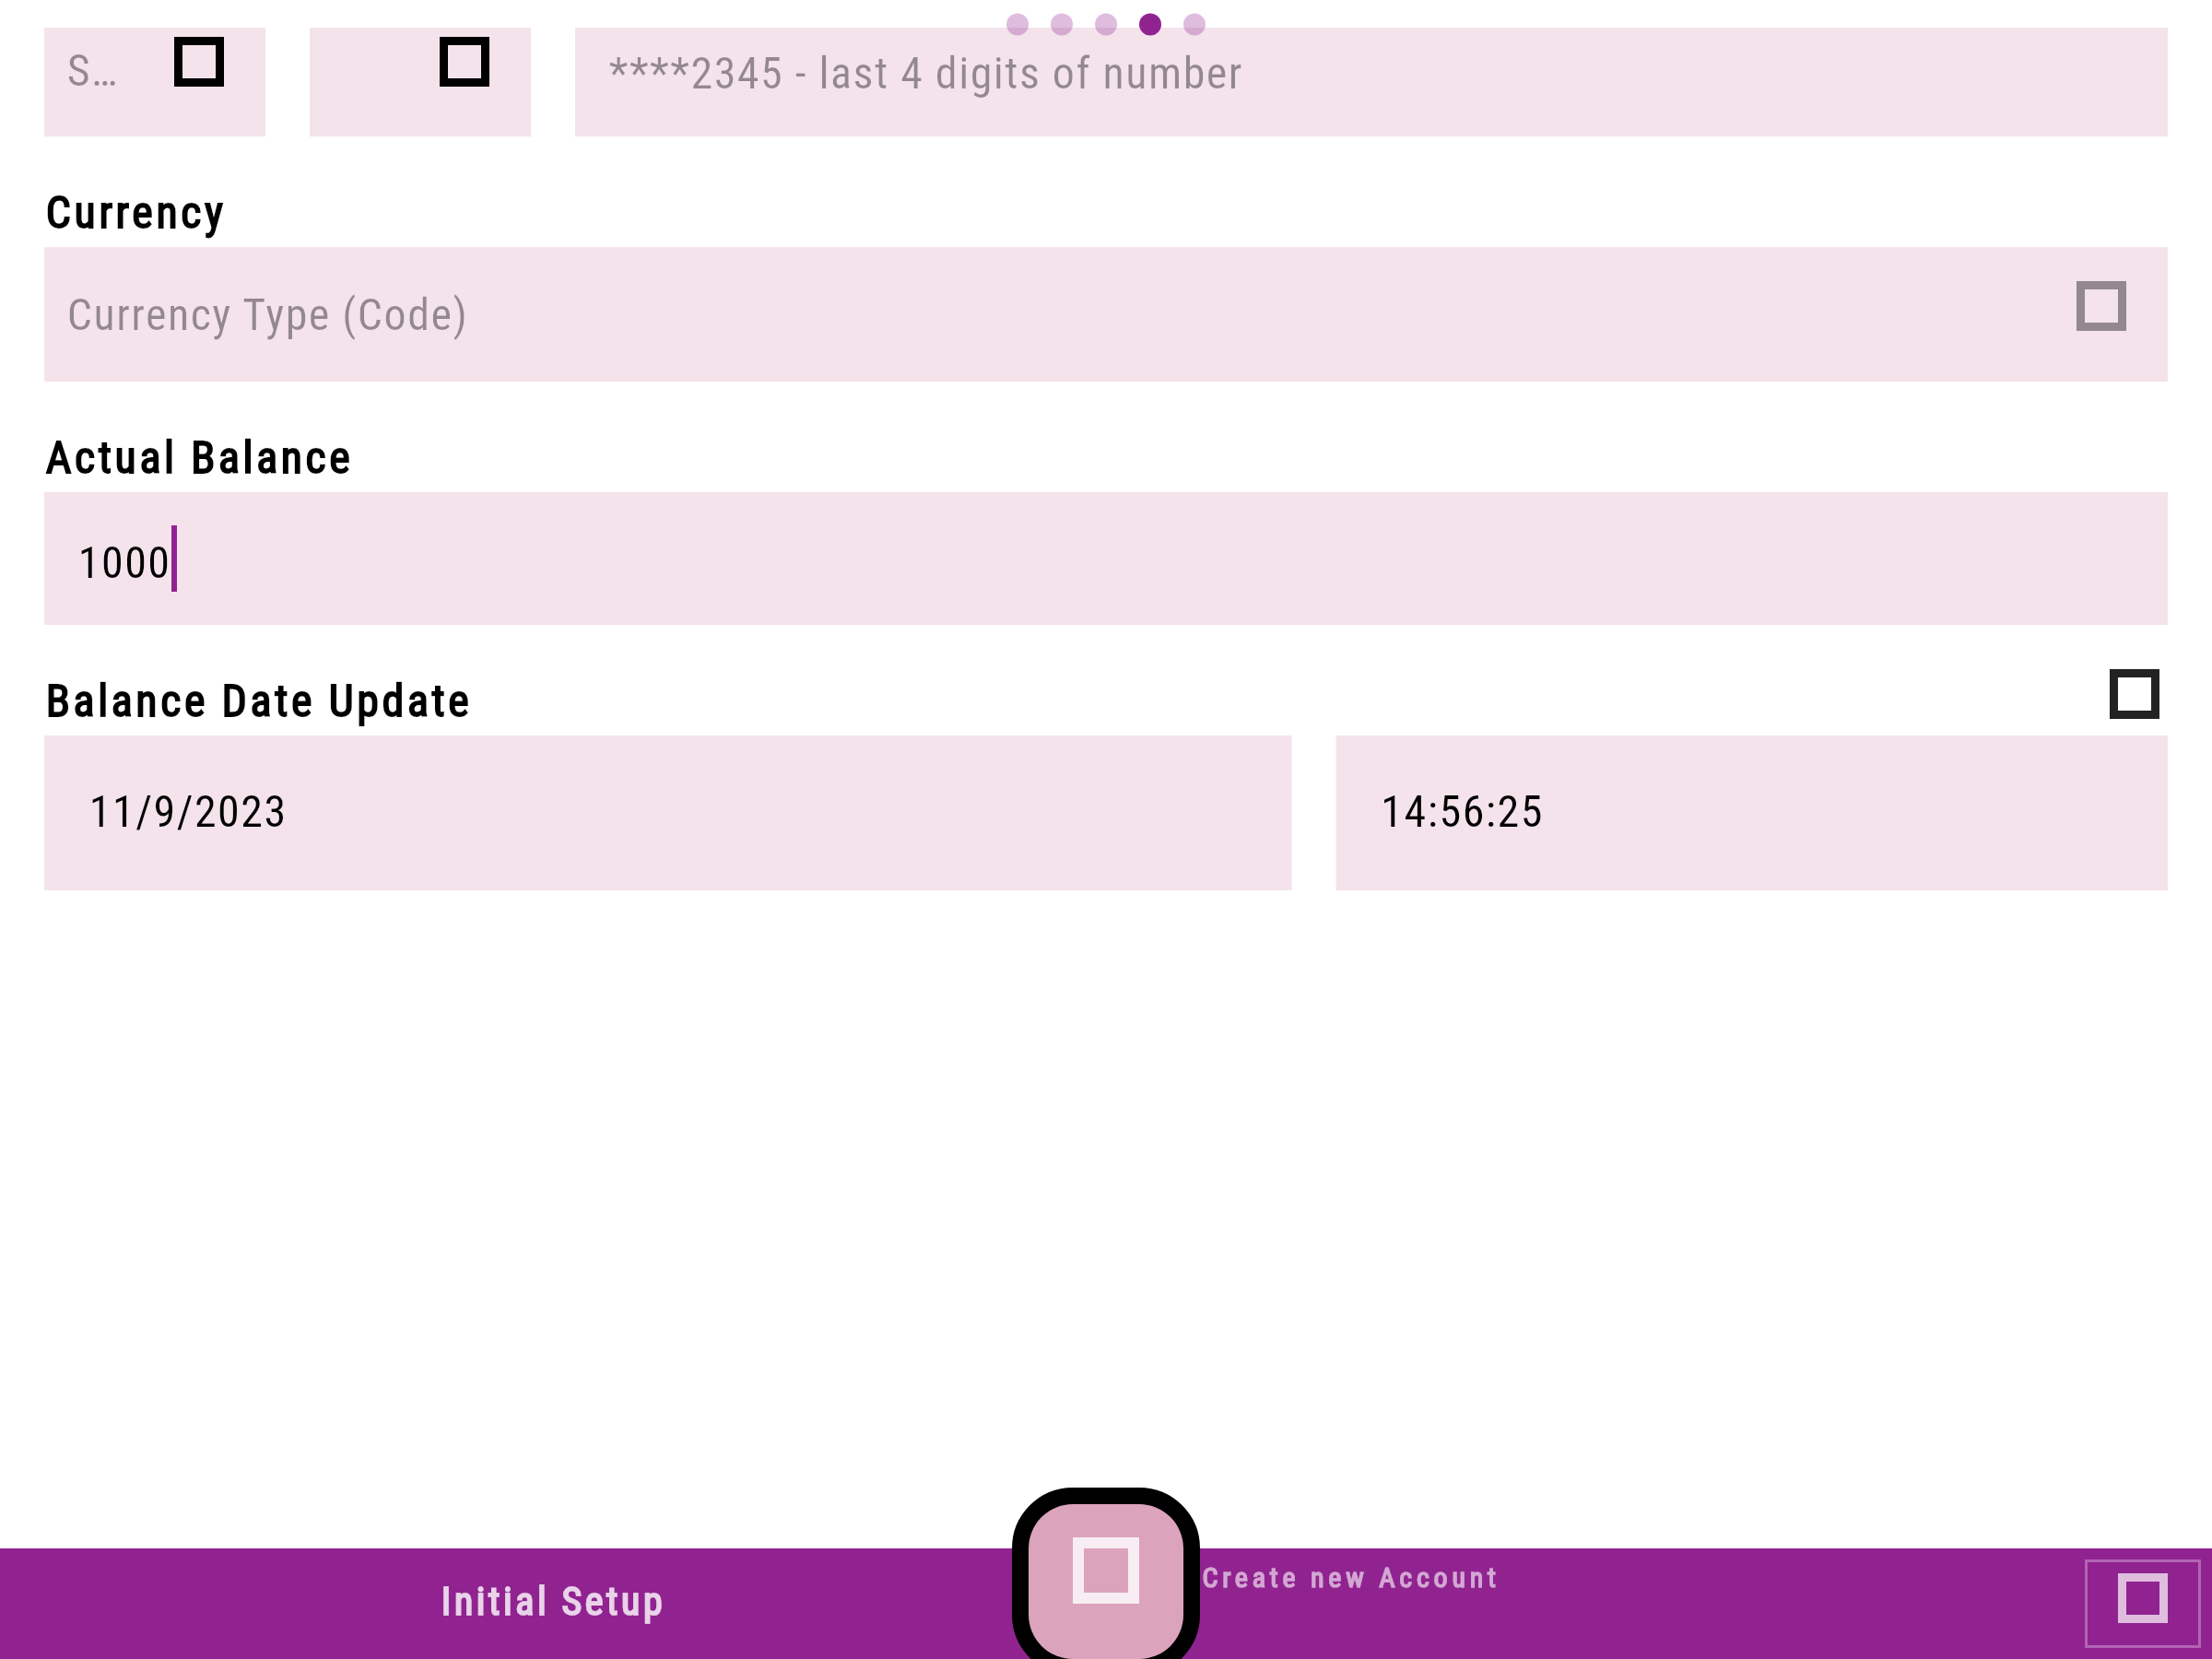 S…
****2345 - last 4 digits of number
Currency
Currency Type (Code)
Actual Balance
1000
Balance Date Update
11/9/2023
14:56:25
Initial Setup
Create new Account